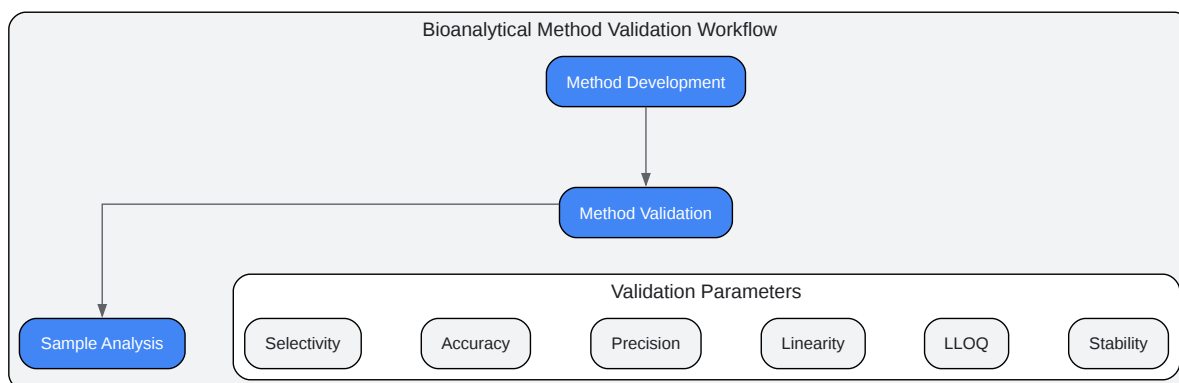 Bioanalytical Method Validation Workflow
Method Development
Method Validation
Validation Parameters
Sample Analysis
Selectivity
Accuracy
Precision
Linearity
LLOQ
Stability